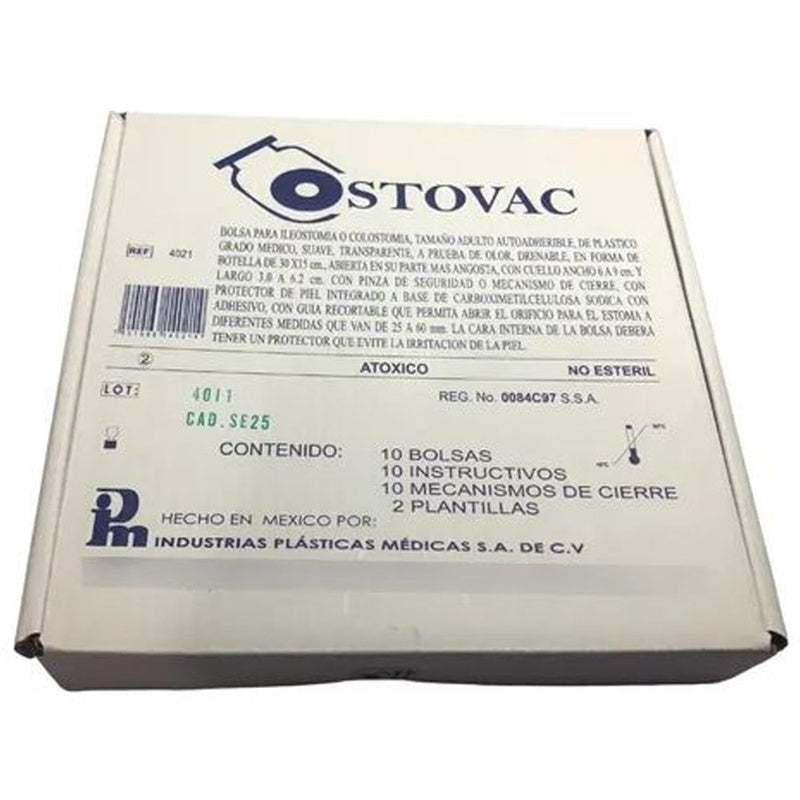 OSTOVAC
BOLSA PARA ILEOSTOMIA O COLOSTOMIA, TAMAÑO ADULTO AUTOADHERIBLE, DE PLASTICO
GRADO MEDICO, SUAVE, TRANSPARENTE, A PRUEBA DE OLOR, DRENABLE, EN FORMA DE
BOTELLA DE 30 X15 cm., ABIERTA EN SU PARTE MAS ANGOSTA, CON CUELLO ANCHO 6 A 9 cm, Y
LARGO 3.0 A 6.2 cm. CON PINZA DE SEGURIDAD O MECANISMO DE CIERRE, CON
PROTECTOR DE PIEL INTEGRADO A BASE DE CARBOXIMETILCELULOSA SODICA CON
ADHESIVO, CON GUIA RECORTABLE QUE PERMITA ABRIR EL ORIFICIO PARA EL ESTOMA A
DIFERENTES MEDIDAS QUE VAN DE 25 A 60 mm. LA CARA INTERNA DE LA BOLSA DEBERA
TENER UN PROTECTOR QUE EVITE LA IRRITACION DE LA PIEL.
REF 4021
2 ATOXICO NO ESTERIL
LOT: 4011
CAD. SE25
REG. No. 0084C97 S.S.A.
CONTENIDO: 10 BOLSAS
10 INSTRUCTIVOS
10 MECANISMOS DE CIERRE
2 PLANTILLAS
ipm
HECHO EN MEXICO POR:
INDUSTRIAS PLÁSTICAS MÉDICAS S.A. DE C.V